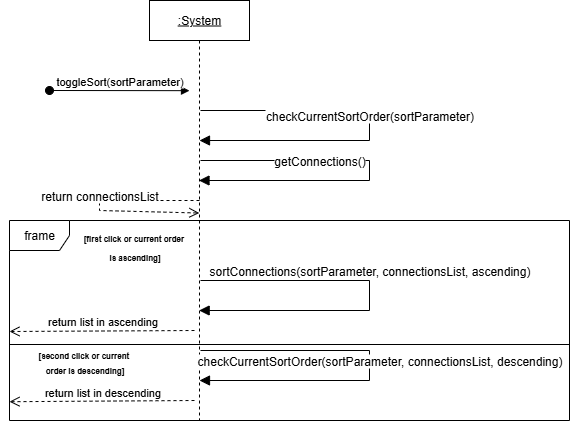 :System
toggleSort(sortParameter)
checkCurrentSortOrder(sortParameter)
getConnections()
return connectionsList
frame
[first click or current order
is ascending]
sortConnections(sortParameter, connectionsList, ascending)
return list in ascending
[second click or current
order is descending]
checkCurrentSortOrder(sortParameter, connectionsList, descending)
return list in descending